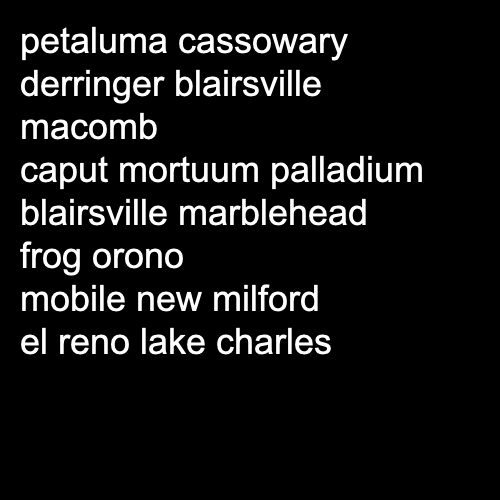 petaluma cassowary
derringer blairsville
macomb
caput mortuum palladium
blairsville marblehead
frog orono
mobile new milford
el reno lake charles